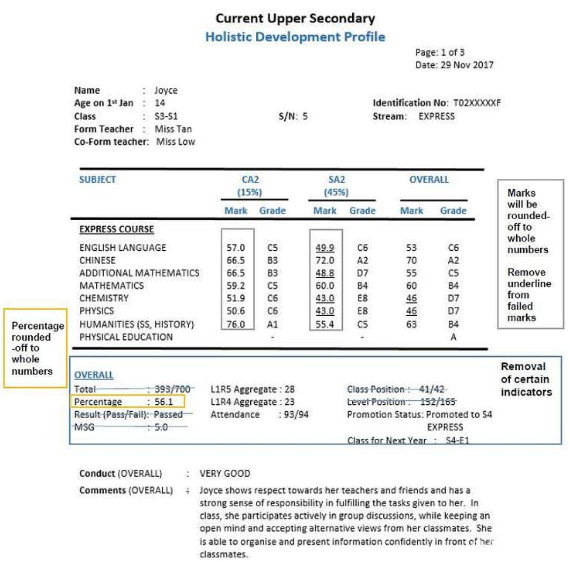 Current Upper Secondary
Holistic Development Profile
Page: 1 of 3
Date: 29 Nov 2017
Name : Joyce
Age on 1st Jan : 14 Identification No: T02XXXXXF
Class : S3-S1 S/N: 5 Stream: EXPRESS
Form Teacher : Miss Tan
Co-Form teacher: Miss Low
SUBJECT CA2 SA2 OVERALL
(15%) (45%)
Mark Grade Mark Grade Mark Grade
EXPRESS COURSE
ENGLISH LANGUAGE 57.0 C5 49.9 C6 53 C6
CHINESE 66.5 B3 72.0 A2 70 A2
ADDITIONAL MATHEMATICS 66.5 B3 48.8 D7 55 C5
MATHEMATICS 59.2 C5 60.0 B4 60 B4
CHEMISTRY 51.9 C6 43.0 E8 46 D7
PHYSICS 50.6 C6 43.0 E8 46 D7
HUMANITIES (SS, HISTORY) 76.0 A1 55.4 C5 63 B4
PHYSICAL EDUCATION - - A
Marks
will be
rounded-
off to
whole
numbers
Remove
underline
from
failed
marks
Percentage
rounded
-off to
whole
numbers
Removal
of certain
indicators
OVERALL
Total : 393/700 L1R5 Aggregate : 28 Class Position : 41/42
Percentage : 56.1 L1R4 Aggregate : 23 Level Position : 152/165
Result (Pass/Fail): Passed Attendance : 93/94 Promotion Status: Promoted to S4
MSG : 5.0 EXPRESS
Class for Next Year : S4-E1
Conduct (OVERALL) : VERY GOOD
Comments (OVERALL) : Joyce shows respect towards her teachers and friends and has a
strong sense of responsibility in fulfilling the tasks given to her. In
class, she participates actively in group discussions, while keeping an
open mind and accepting alternative views from her classmates. She
is able to organise and present information confidently in front of her
classmates.